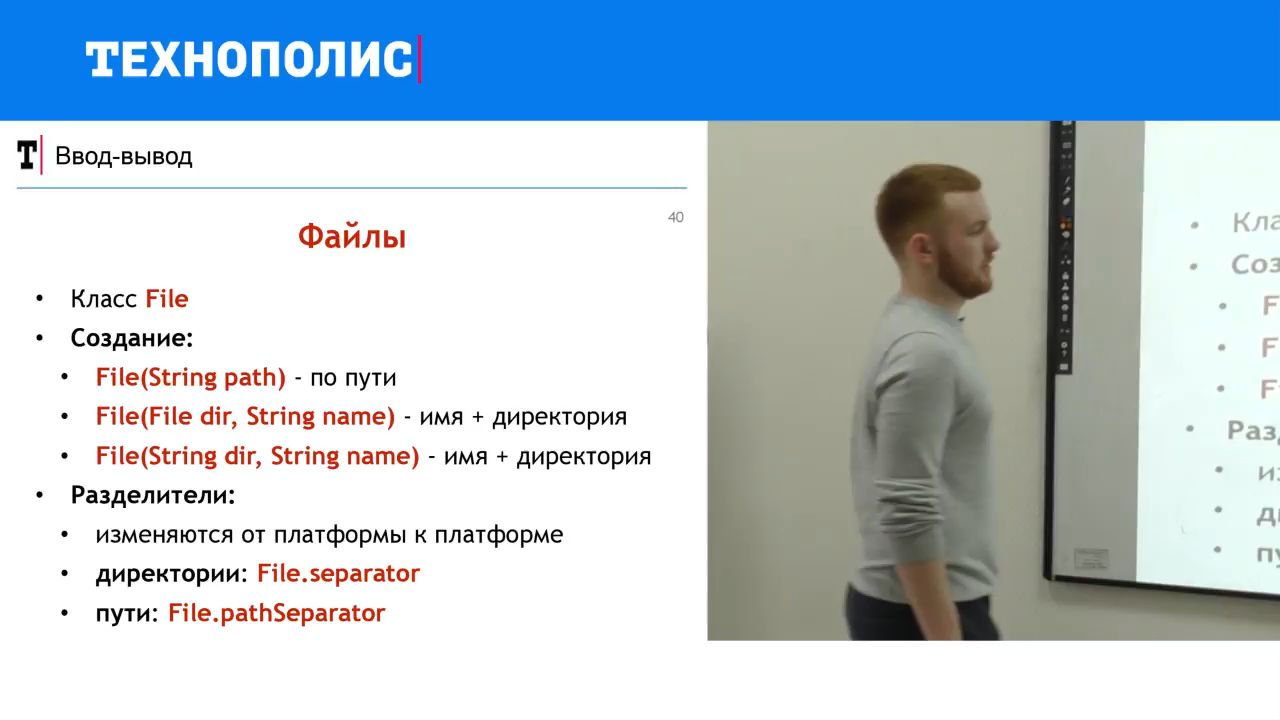 ТЕХНОПОЛИС
Т Ввод-вывод
40
Файлы
• Класс File
• Создание:
• File(String path) - по пути
• File(File dir, String name) - имя + директория
• File(String dir, String name) - имя + директория
• Разделители:
• изменяются от платформы к платформе
• директории: File.separator
• пути: File.pathSeparator